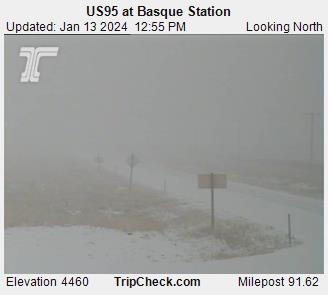 US95 at Basque Station
Updated: Jan 13 2024 12:55 PM Looking North
Elevation 4460 TripCheck.com Milepost 91.62